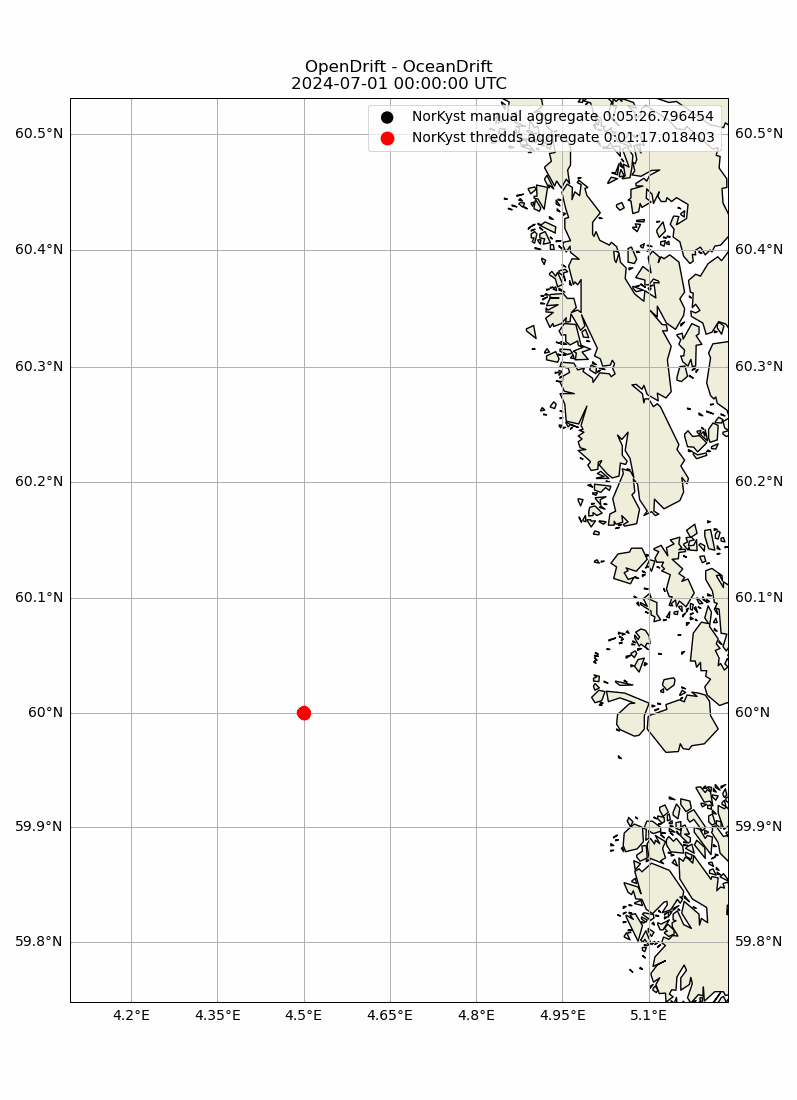 OpenDrift - OceanDrift
2024-07-01 00:00:00 UTC
NorKyst manual aggregate 0:05:26.796454
NorKyst thredds aggregate 0:01:17.018403
60.5°N 60.5°N
60.4°N 60.4°N
60.3°N 60.3°N
60.2°N 60.2°N
60.1°N 60.1°N
60°N 60°N
59.9°N 59.9°N
59.8°N 59.8°N
4.2°E 4.35°E 4.5°E 4.65°E 4.8°E 4.95°E 5.1°E